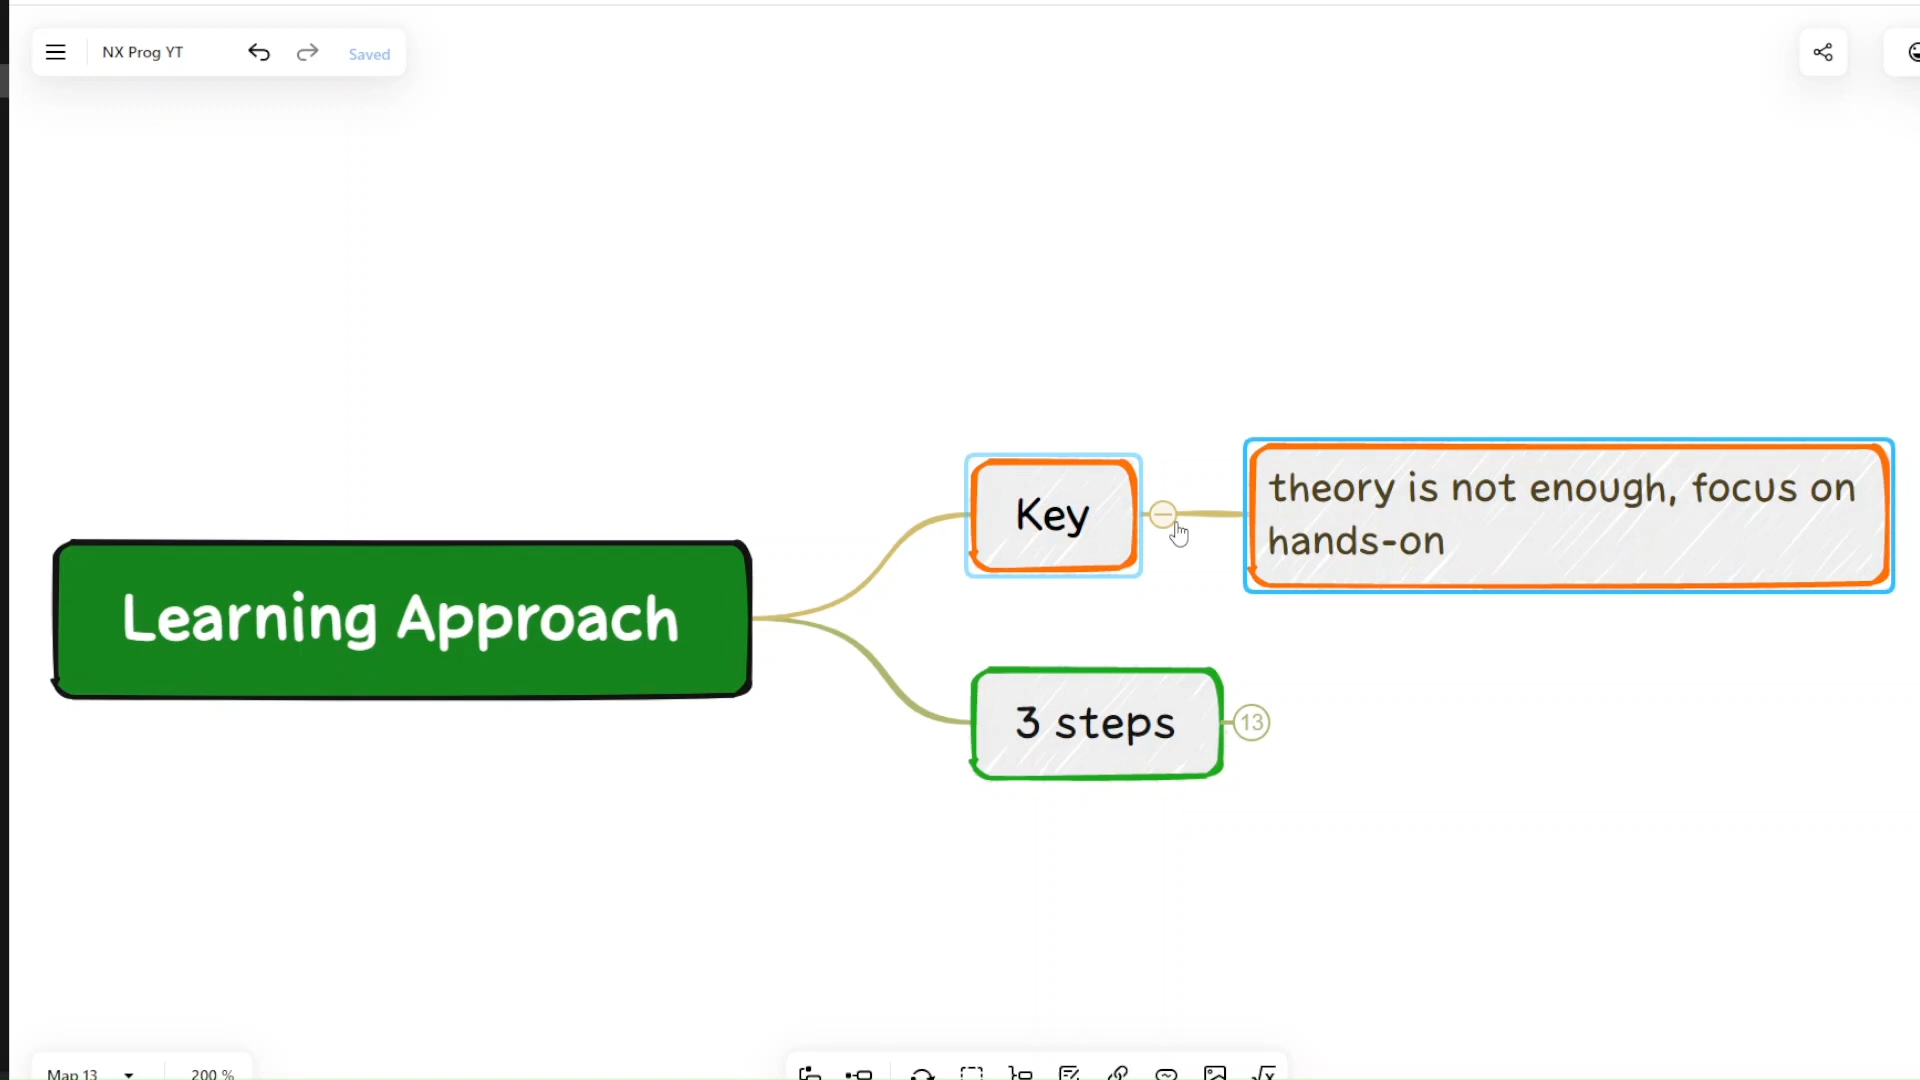 NX Prog YT
Saved
Key
theory is not enough, focus on
hands-on
Learning Approach
3 steps
13
Map 13
200 %